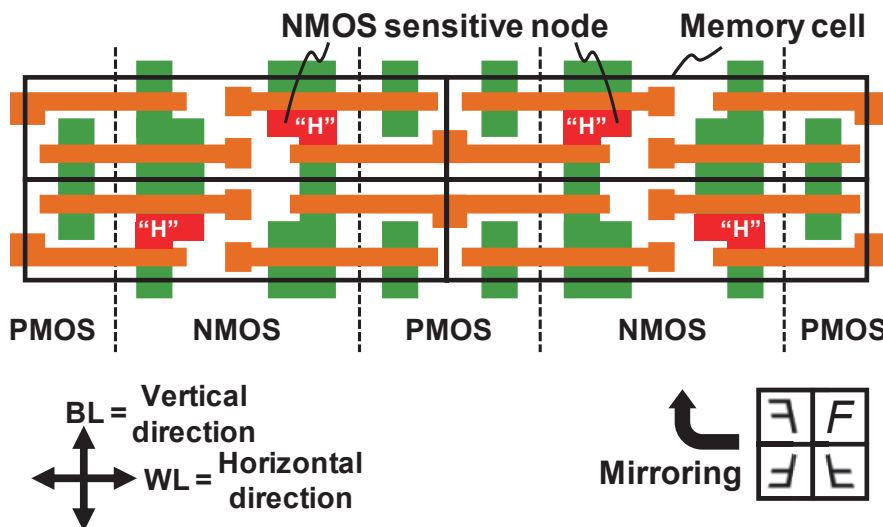 NMOS sensitive node
Memory cell
“H”
“H”
“H”
“H”
PMOS
NMOS
PMOS
NMOS
PMOS
BL = Vertical
direction
WL = Horizontal
direction
Mirroring
F
F
F
F